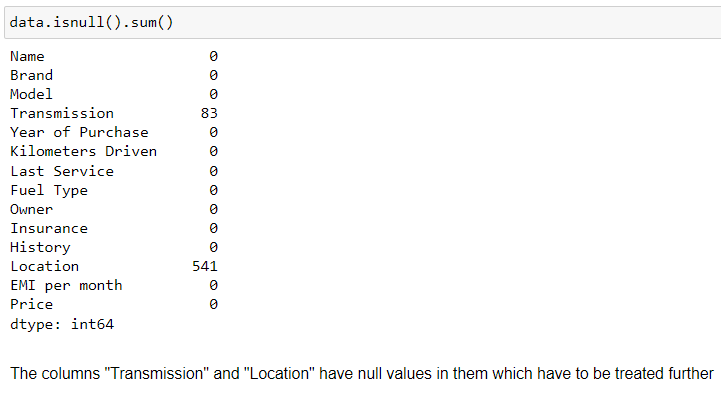 data.isnull().sum()
Name 0
Brand 0
Model 0
Transmission 83
Year of Purchase 0
Kilometers Driven 0
Last Service 0
Fuel Type 0
Owner 0
Insurance 0
History 0
Location 541
EMI per month 0
Price 0
dtype: int64
The columns "Transmission" and "Location" have null values in them which have to be treated further